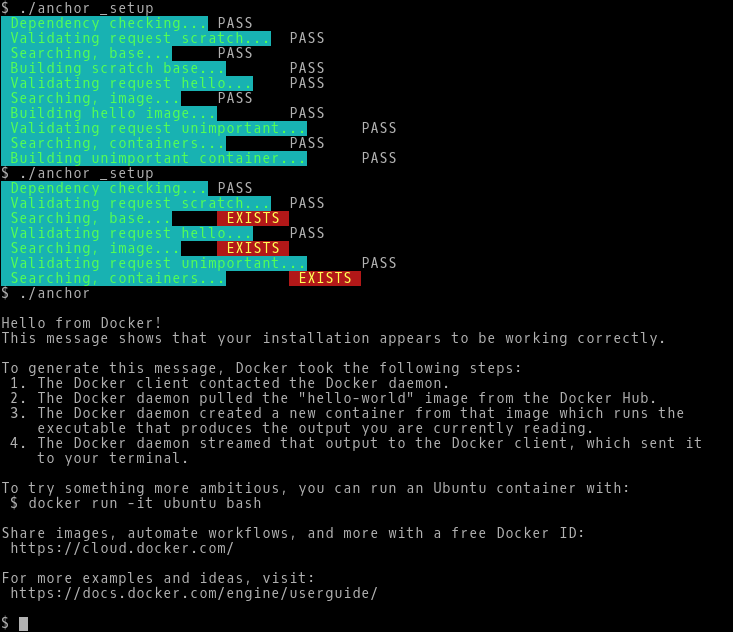 $ ./anchor _setup
Dependency checking... PASS
Validating request scratch... PASS
Searching, base... PASS
Building scratch base... PASS
Validating request hello... PASS
Searching, image... PASS
Building hello image... PASS
Validating request unimportant... PASS
Searching, containers... PASS
Building unimportant container... PASS
$ ./anchor _setup
Dependency checking... PASS
Validating request scratch... PASS
Searching, base... EXISTS
Validating request hello... PASS
Searching, image... EXISTS
Validating request unimportant... PASS
Searching, containers... EXISTS
$ ./anchor
Hello from Docker!
This message shows that your installation appears to be working correctly.
To generate this message, Docker took the following steps:
1. The Docker client contacted the Docker daemon.
2. The Docker daemon pulled the "hello-world" image from the Docker Hub.
3. The Docker daemon created a new container from that image which runs the
executable that produces the output you are currently reading.
4. The Docker daemon streamed that output to the Docker client, which sent it
to your terminal.
To try something more ambitious, you can run an Ubuntu container with:
$ docker run -it ubuntu bash
Share images, automate workflows, and more with a free Docker ID:
https://cloud.docker.com/
For more examples and ideas, visit:
https://docs.docker.com/engine/userguide/
$